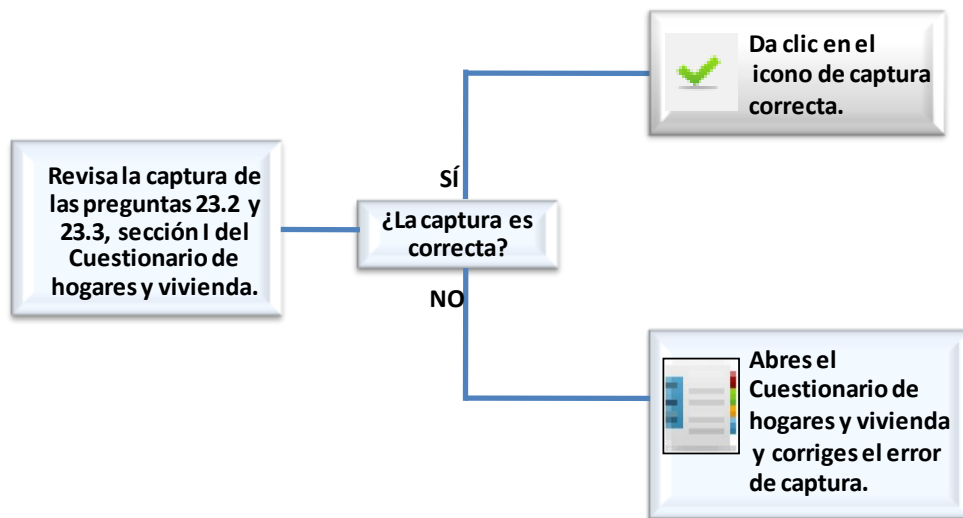 Revisa la captura de
las preguntas 23.2 y
23.3, sección I del
Cuestionario de
hogares y vivienda.
¿La captura es
correcta?
SÍ
Da clic en el
icono de captura
correcta.
NO
Abres el
Cuestionario de
hogares y vivienda
y corriges el error
de captura.